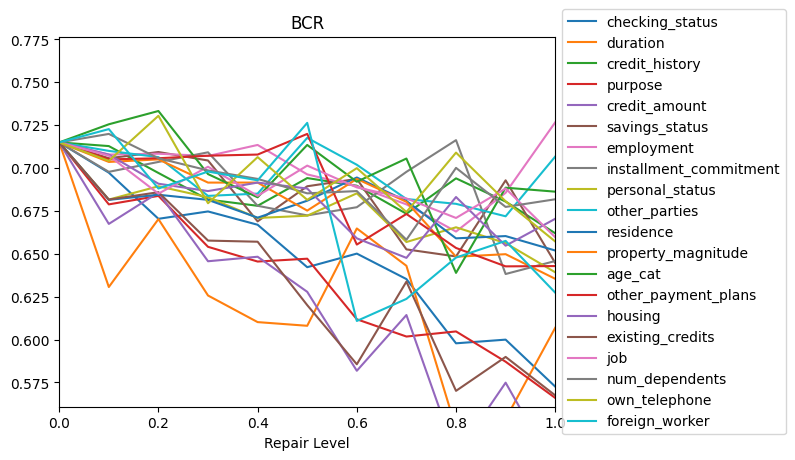 BCR
0.775
0.750
0.725
0.700
0.675
0.650
0.625
0.600
0.575
0.0
0.2
0.4
0.6
0.8
1.0
Repair Level
checking_status
duration
credit_history
purpose
credit_amount
savings_status
employment
installment_commitment
personal_status
other_parties
residence
property_magnitude
age_cat
other_payment_plans
housing
existing_credits
job
num_dependents
own_telephone
foreign_worker